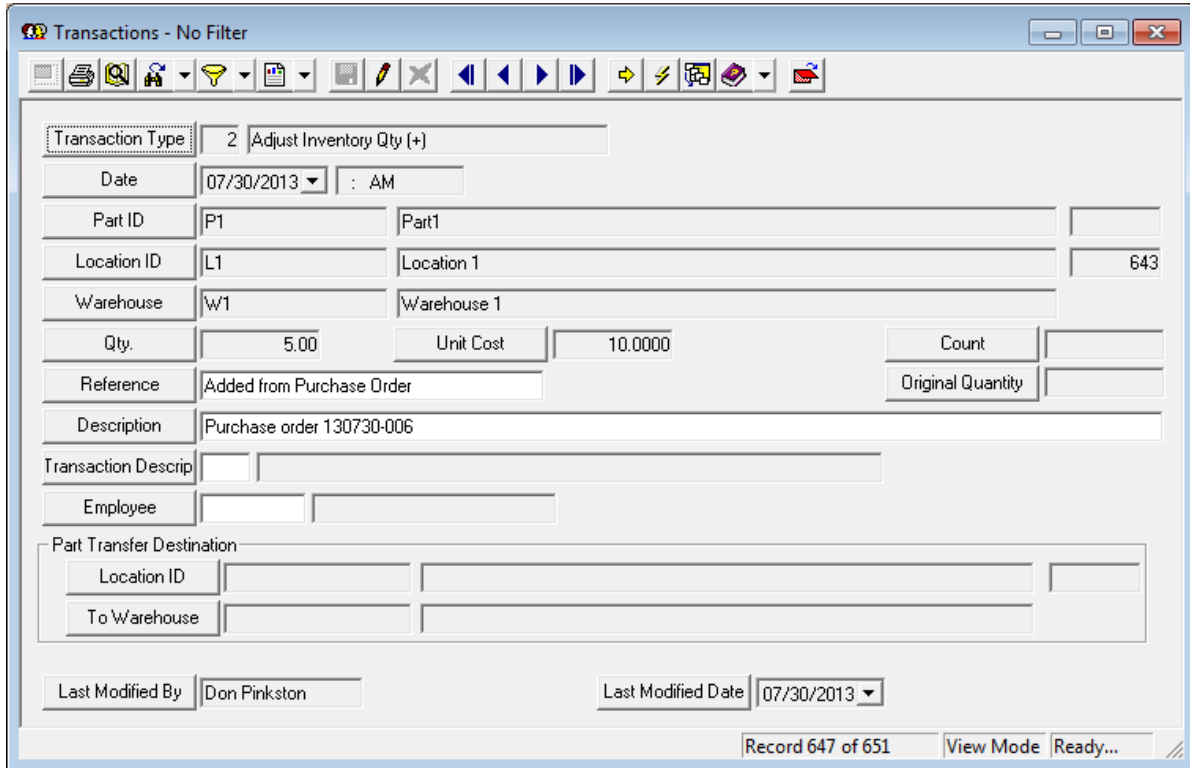 Transactions - No Filter
Transaction Type 2 Adjust Inventory Qty (+)
Date 07/30/2013 : AM
Part ID P1 Part1
Location ID L1 Location 1 643
Warehouse W1 Warehouse 1
Qty. 5.00 Unit Cost 10.0000 Count
Reference Added from Purchase Order Original Quantity
Description Purchase order 130730-006
Transaction Descrip
Employee
Part Transfer Destination
Location ID
To Warehouse
Last Modified By Don Pinkston Last Modified Date 07/30/2013
Record 647 of 651 View Mode Ready...